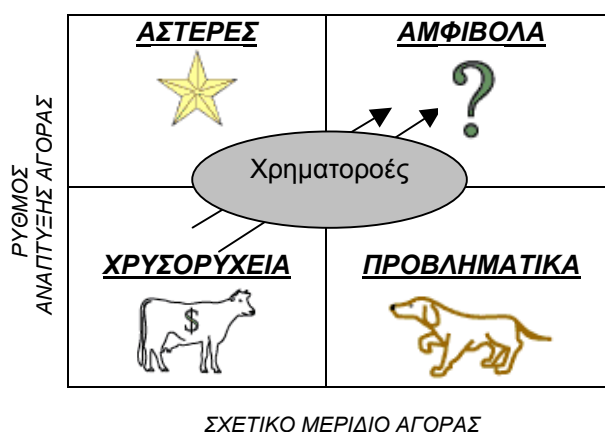 ΑΣΤΕΡΕΣ
ΑΜΦΙΒΟΛΑ
?
ΡΥΘΜΟΣ
ΑΝΑΠΤΥΞΗΣ ΑΓΟΡΑΣ
Χρηματοροές
ΧΡΥΣΟΡΥΧΕΙΑ
ΠΡΟΒΛΗΜΑΤΙΚΑ
$
ΣΧΕΤΙΚΟ ΜΕΡΙΔΙΟ ΑΓΟΡΑΣ